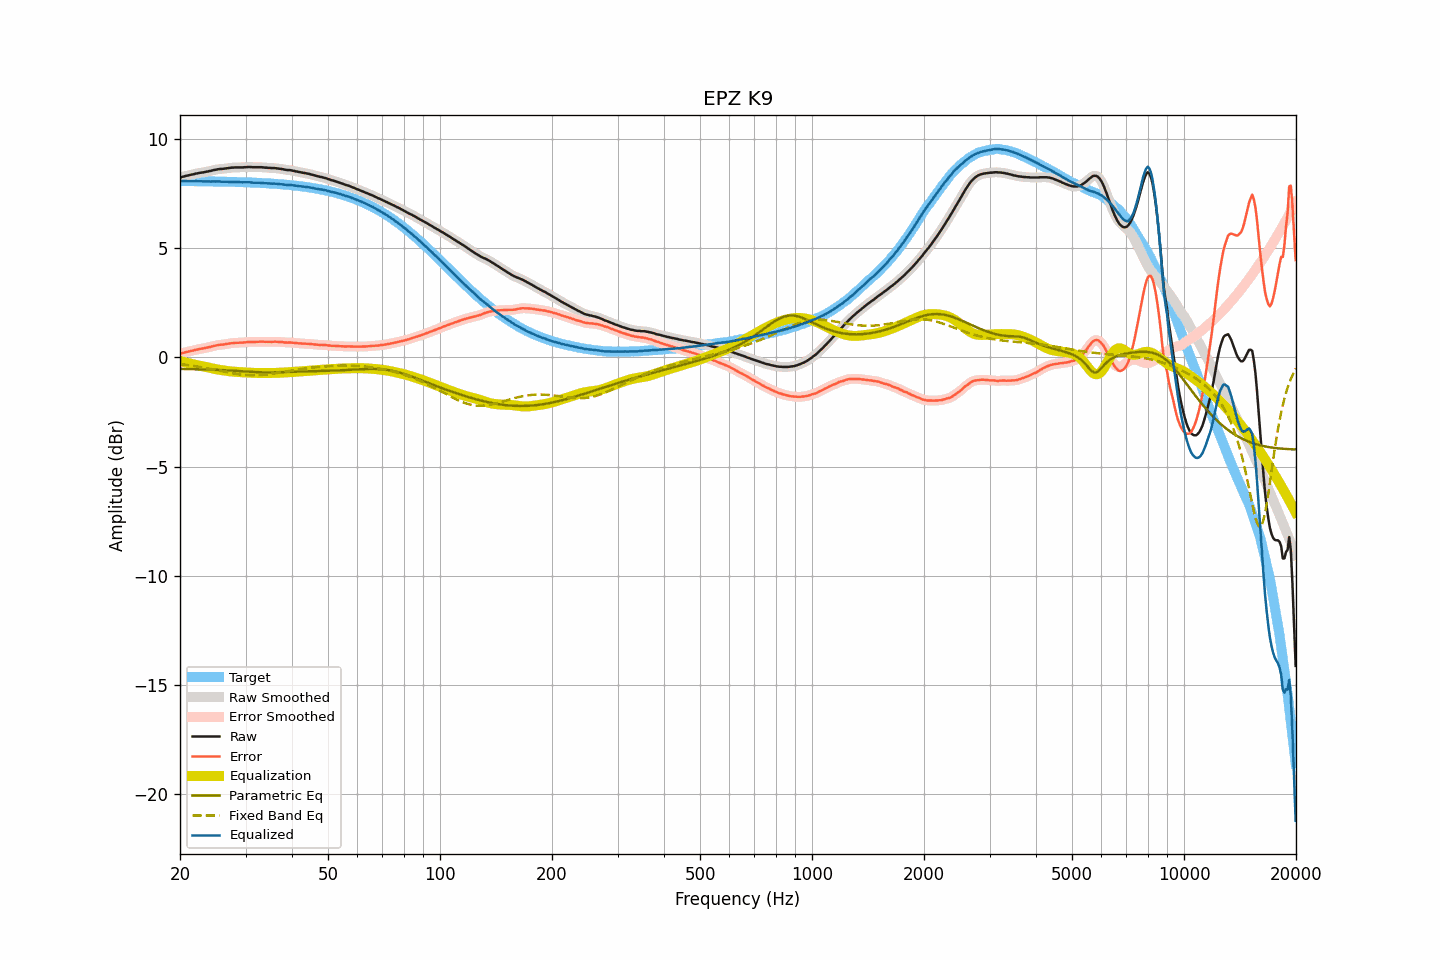 EPZ K9
10
5
0
−5
−10
−15
−20
Amplitude (dBr)
Target
Raw Smoothed
Error Smoothed
Raw
Error
Equalization
Parametric Eq
Fixed Band Eq
Equalized
20 50 100 200 500 1000 2000 5000 10000 20000
Frequency (Hz)